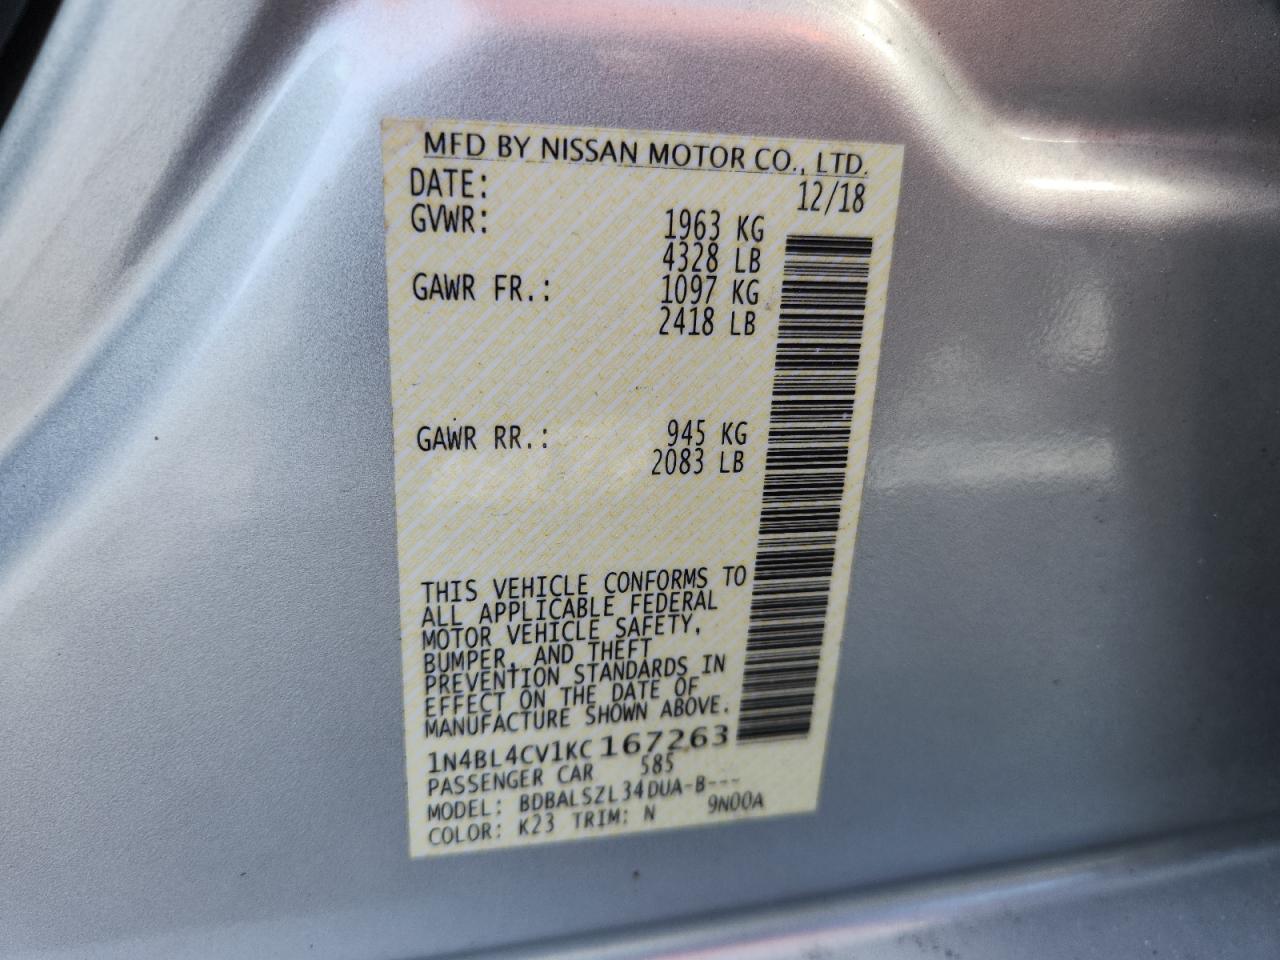 MFD BY NISSAN MOTOR CO., LTD.
DATE: 12/18
GVWR: 1963 KG
4328 LB
GAWR FR.: 1097 KG
2418 LB
GAWR RR.: 945 KG
2083 LB
THIS VEHICLE CONFORMS TO
ALL APPLICABLE FEDERAL
MOTOR VEHICLE SAFETY,
BUMPER, AND THEFT
PREVENTION STANDARDS IN
EFFECT ON THE DATE OF
MANUFACTURE SHOWN ABOVE.
1N4BL4CV1KC167263
PASSENGER CAR 585
MODEL: BDBALSZL34DUA-B---
COLOR: K23 TRIM: N 9N00A